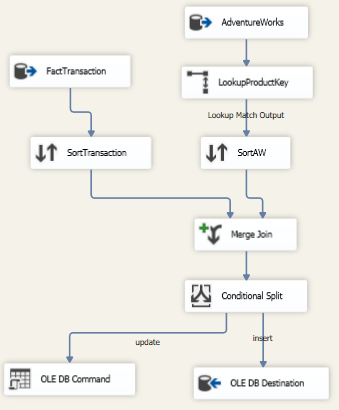 AdventureWorks
FactTransaction
LookupProductKey
Lookup Match Output
SortTransaction
SortAW
Merge Join
Conditional Split
update
insert
OLE DB Command
OLE DB Destination